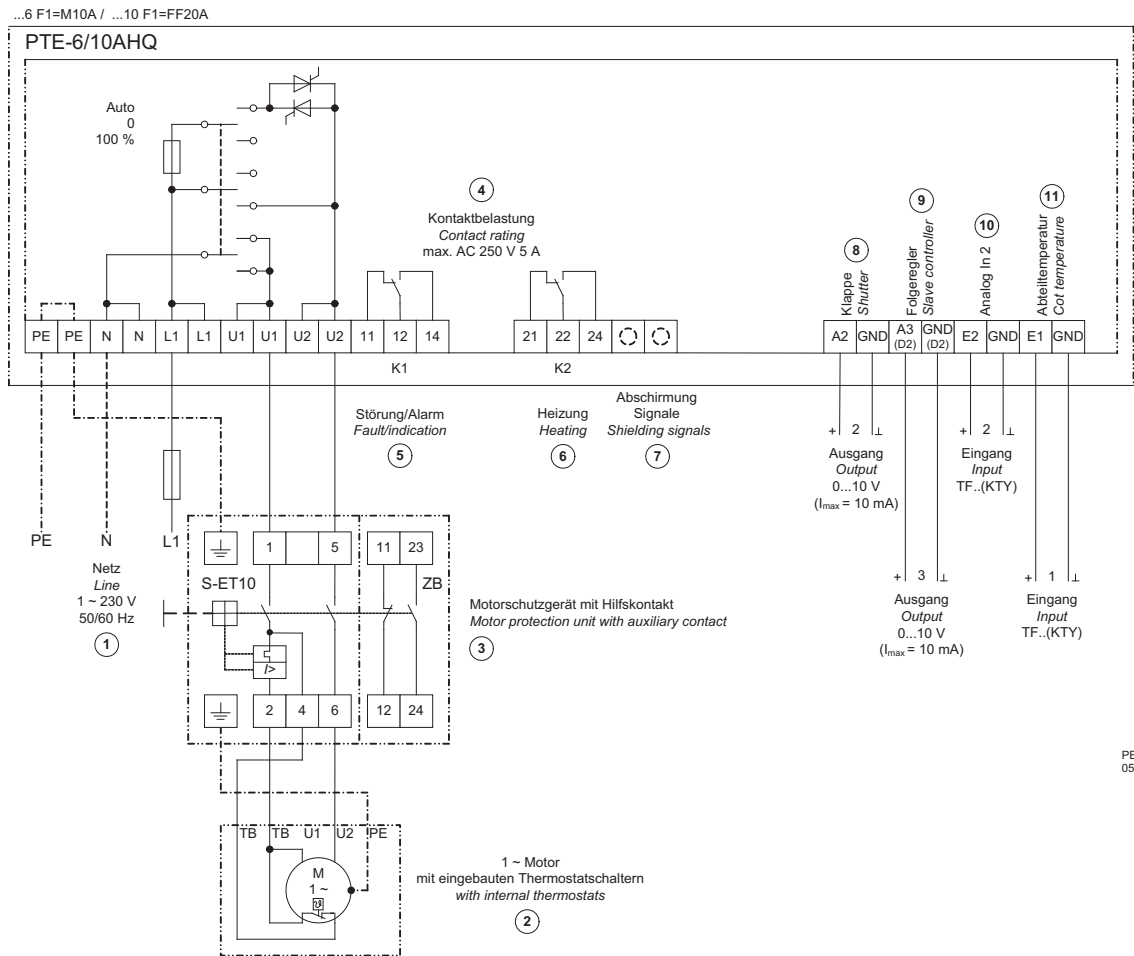 ...6 F1=M10A / ...10 F1=FF20A
PTE-6/10AHQ
Auto
0
100 %
4
Kontaktbelastung
Contact rating
max. AC 250 V 5 A
8
Klappe
Shutter
9
Folgeregler
Slave controller
10
Analog In 2
11
Abteiltemperatur
Cot temperature
PE PE N N L1 L1 U1 U1 U2 U2 11 12 14
21 22 24
A2 GND A3 (D2) GND (D2) E2 GND E1 GND
K1
K2
Störung/Alarm
Fault/indication
5
Heizung
Heating
6
Abschirmung
Signale
Shielding signals
7
+ 2 ⊥
Ausgang
Output
0...10 V
(Imax = 10 mA)
+ 2 ⊥
Eingang
Input
TF..(KTY)
+ 3 ⊥
Ausgang
Output
0...10 V
(Imax = 10 mA)
+ 1 ⊥
Eingang
Input
TF..(KTY)
PE N L1
Netz
Line
1 ~ 230 V
50/60 Hz
1
1 5 11 23
S-ET10
ZB
I>
Motorschutzgerät mit Hilfskontakt
Motor protection unit with auxiliary contact
3
2 4 6 12 24
PE
05
TB TB U1 U2 PE
M
1 ~
ϑ
1 ~ Motor
mit eingebauten Thermostatschaltern
with internal thermostats
2